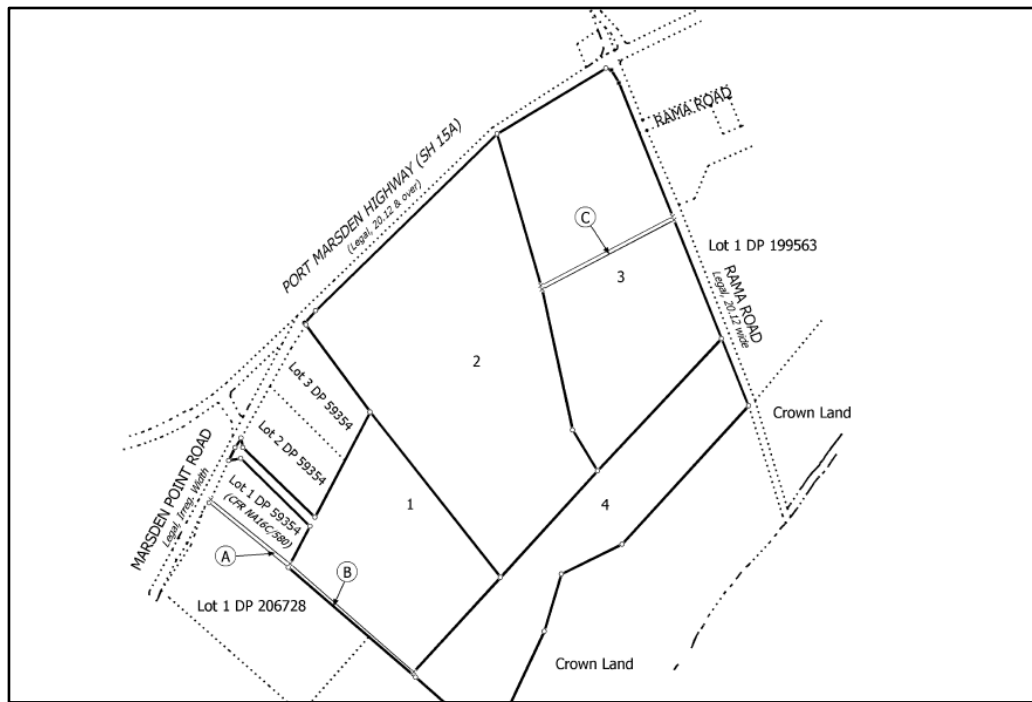 RAMA ROAD
PORT MARSDEN HIGHWAY (SH 15A)
(Legal, 20.12 & over)
C
Lot 1 DP 199563
3
RAMA ROAD
Legal, 20.12 wide
2
Lot 3 DP 59354
Lot 2 DP 59354
Crown Land
MARSDEN POINT ROAD
Legal, Irreg. Width
Lot 1 DP 59354
(CFR NA16C/580)
1
4
A
B
Lot 1 DP 206728
Crown Land